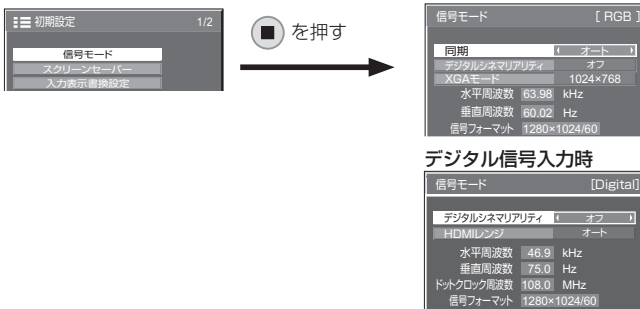 初期設定 1/2
信号モード
スクリーンセーバー
入力表示書換設定
を押す
信号モード [ RGB ]
同期 オート
デジタルシネマリアリティ オフ
XGAモード 1024×768
水平周波数 63.98 kHz
垂直周波数 60.02 Hz
信号フォーマット 1280×1024/60
デジタル信号入力時
信号モード [Digital]
デジタルシネマリアリティ オフ
HDMIレンジ オート
水平周波数 46.9 kHz
垂直周波数 75.0 Hz
ドットクロック周波数 108.0 MHz
信号フォーマット 1280×1024/60